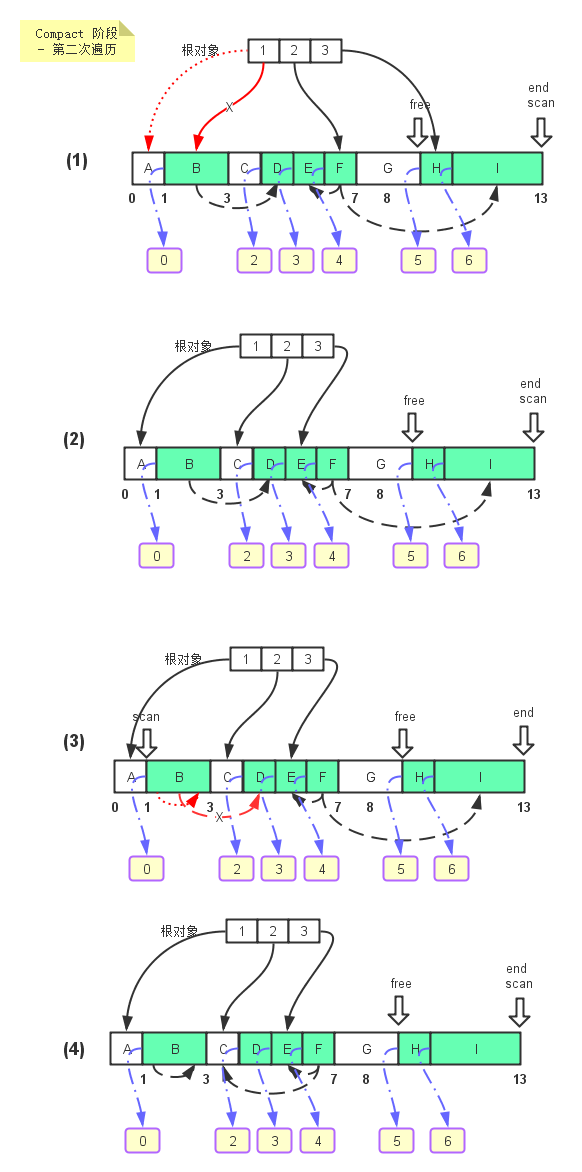 Compact 阶段
- 第二次遍历
根对象 1 2 3
free
end
scan
X
(1)
A B C D E F G H I
0 1 3 7 8 13
0 2 3 4 5 6
根对象 1 2 3
free
end
scan
(2)
A B C D E F G H I
0 1 3 7 8 13
0 2 3 4 5 6
根对象 1 2 3
scan
free
end
(3)
A B C D E F G H I
0 1 3 7 8 13
X
0 2 3 4 5 6
根对象 1 2 3
free
end
scan
(4)
A B C D E F G H I
1 3 7 8 13
0 2 3 4 5 6